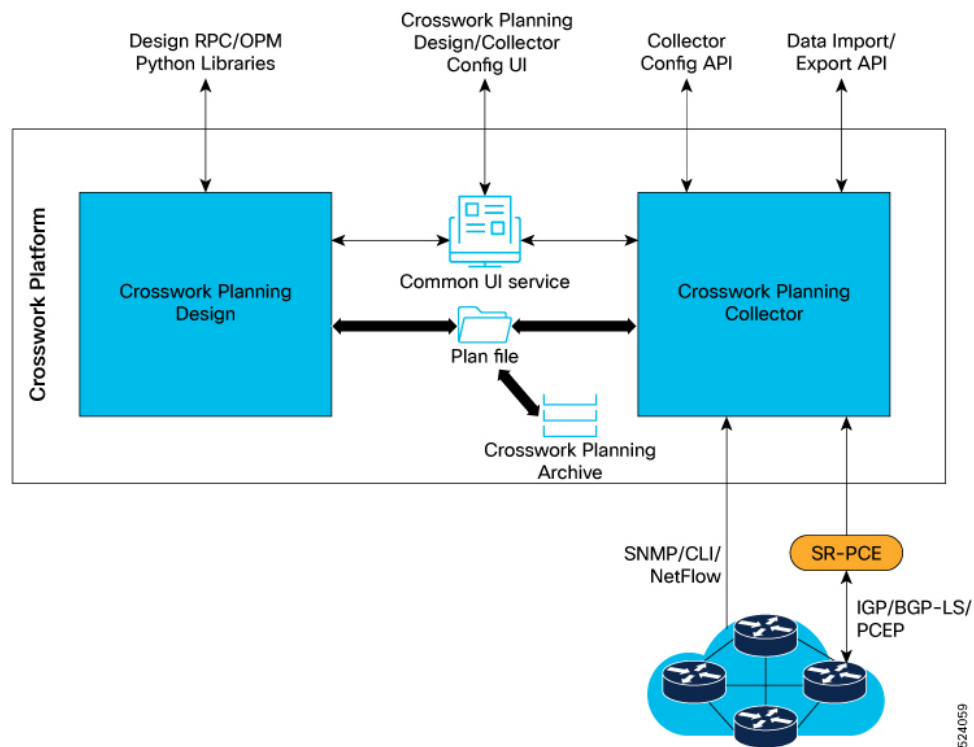 Design RPC/OPM
Python Libraries
Crosswork Planning
Design/Collector
Config UI
Collector
Config API
Data Import/
Export API
Crosswork Platform
Crosswork Planning
Design
Common UI service
Crosswork Planning
Collector
Plan file
Crosswork Planning
Archive
SNMP/CLI/
NetFlow
SR-PCE
IGP/BGP-LS/
PCEP
524059